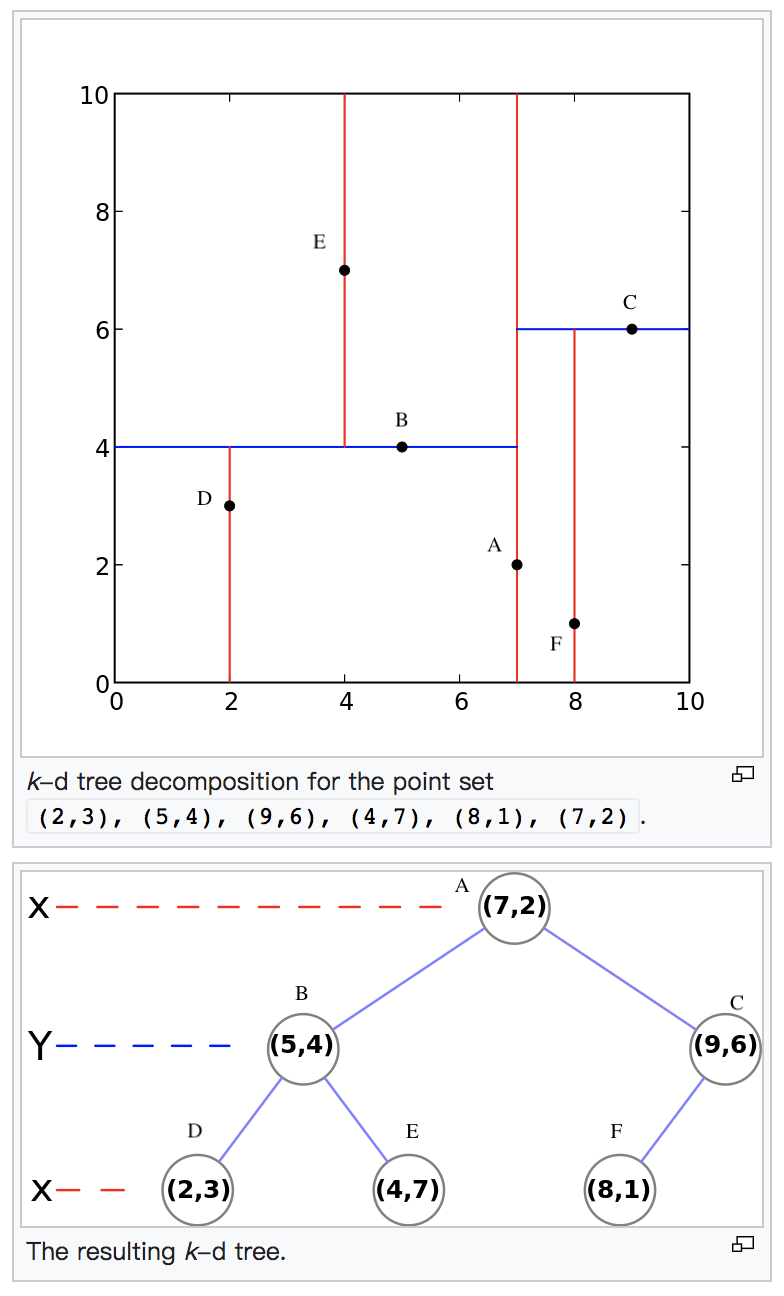 10
8
E
C
6
B
4
D
A
2
F
0
0 2 4 6 8 10
k–d tree decomposition for the point set
(2,3), (5,4), (9,6), (4,7), (8,1), (7,2) .
A
X (7,2)
B C
Y (5,4) (9,6)
D E F
X (2,3) (4,7) (8,1)
The resulting k–d tree.